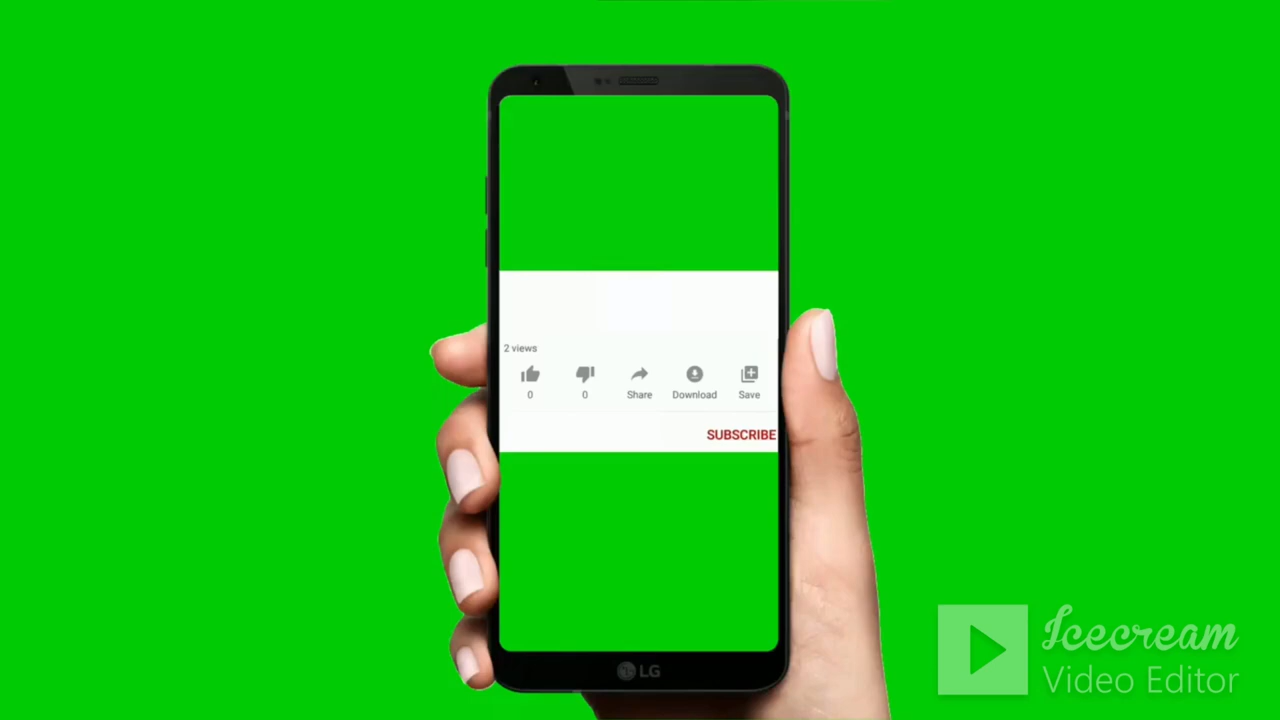 2 views
0 0 Share Download Save
SUBSCRIBE
LG
Icecream
Video Editor